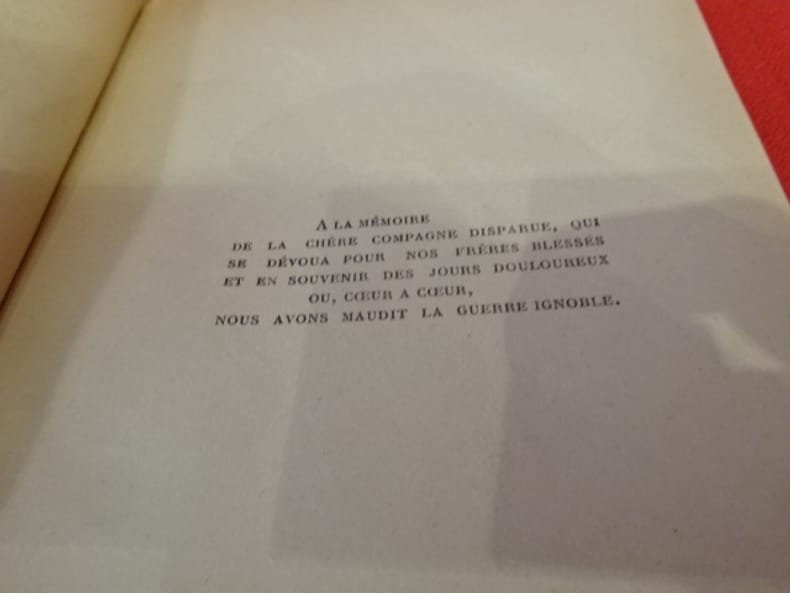 A LA MÉMOIRE
DE LA CHÈRE COMPAGNE DISPARUE, QUI
SE DÉVOUA POUR NOS FRÈRES BLESSÉS
ET EN SOUVENIR DES JOURS DOULOUREUX
OU, CŒUR A CŒUR,
NOUS AVONS MAUDIT LA GUERRE IGNOBLE.